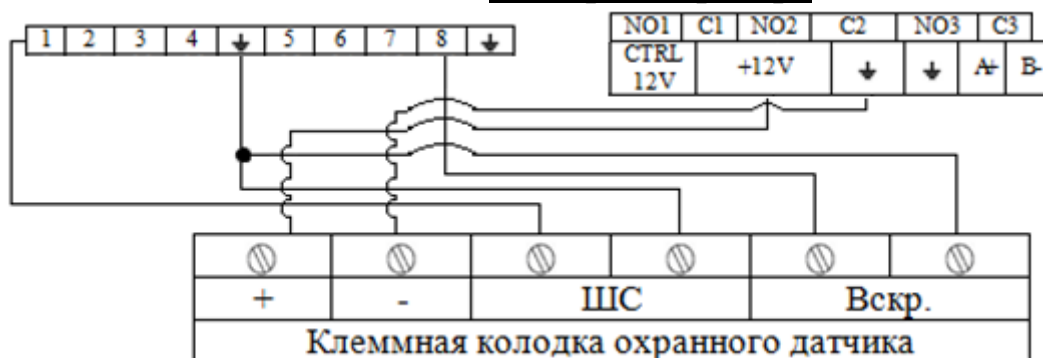 NO1 C1 NO2 C2 NO3 C3
1 2 3 4 5 6 7 8
CTRL 12V +12V A+ B-
+ - ШС Вскр.
Клеммная колодка охранного датчика